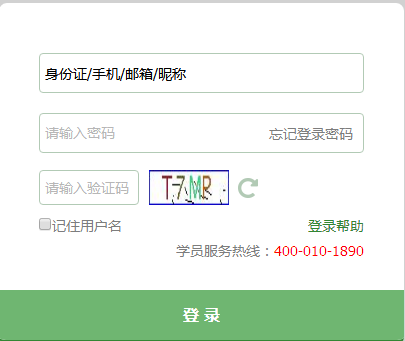 身份证/手机/邮箱/昵称
请输入密码 忘记登录密码
请输入验证码 T7MR
记住用户名 登录帮助
学员服务热线：400-010-1890
登 录